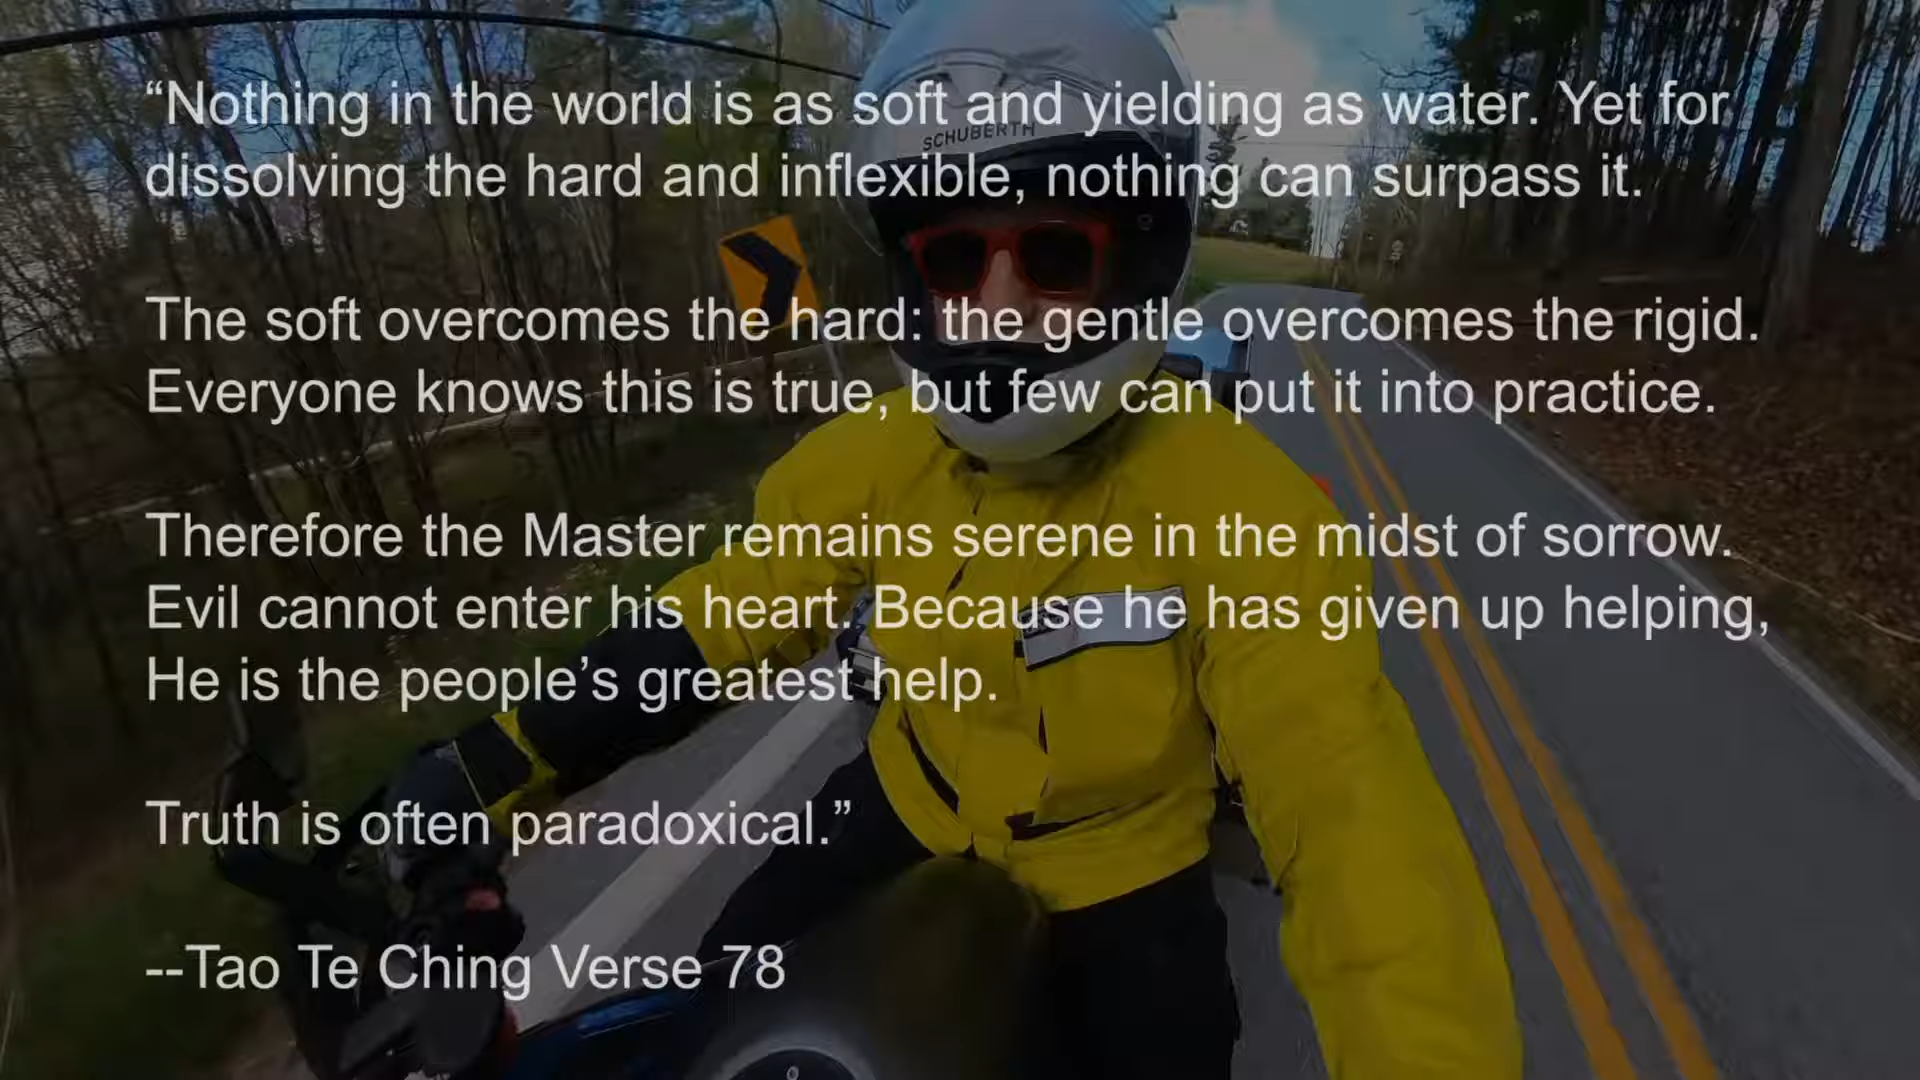 “Nothing in the world is as soft and yielding as water. Yet for
dissolving the hard and inflexible, nothing can surpass it.
The soft overcomes the hard: the gentle overcomes the rigid.
Everyone knows this is true, but few can put it into practice.
Therefore the Master remains serene in the midst of sorrow.
Evil cannot enter his heart. Because he has given up helping,
He is the people’s greatest help.
Truth is often paradoxical.”
--Tao Te Ching Verse 78
SCHUBERTH